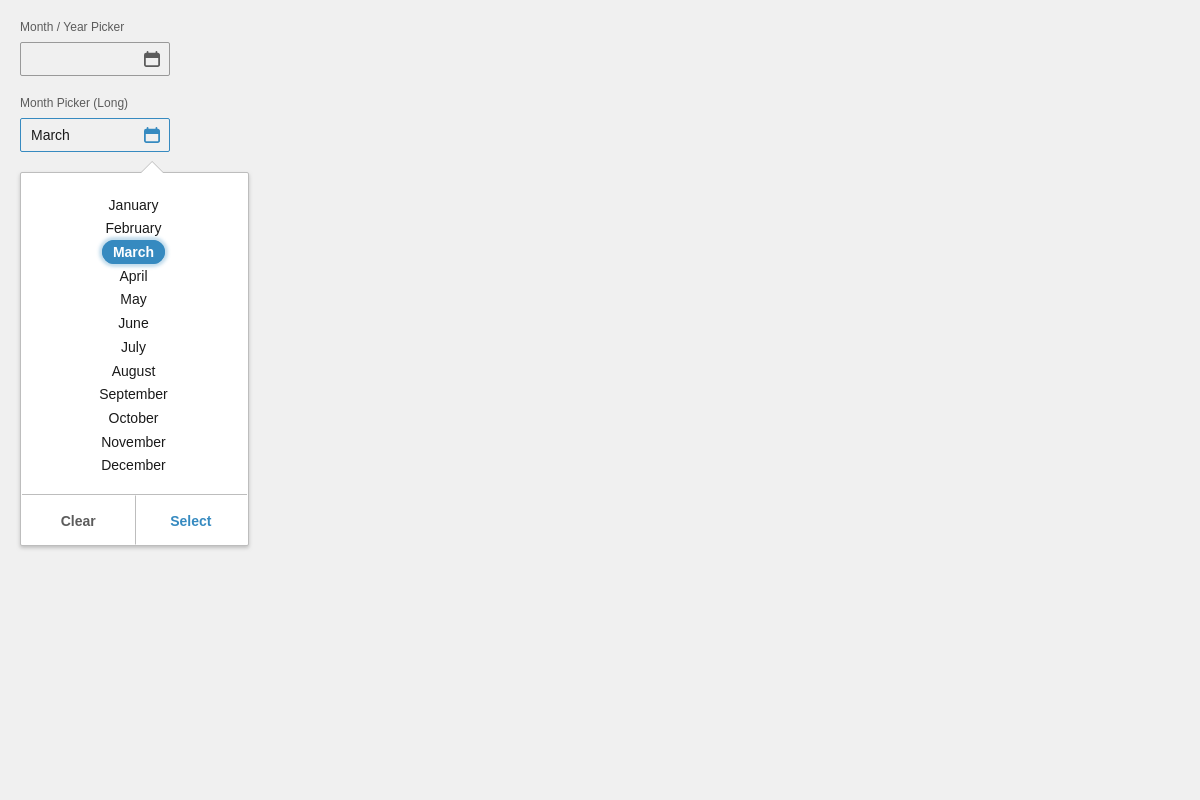 Month / Year Picker
Month Picker (Long)
March
January
February
March
April
May
June
July
August
September
October
November
December
Clear Select